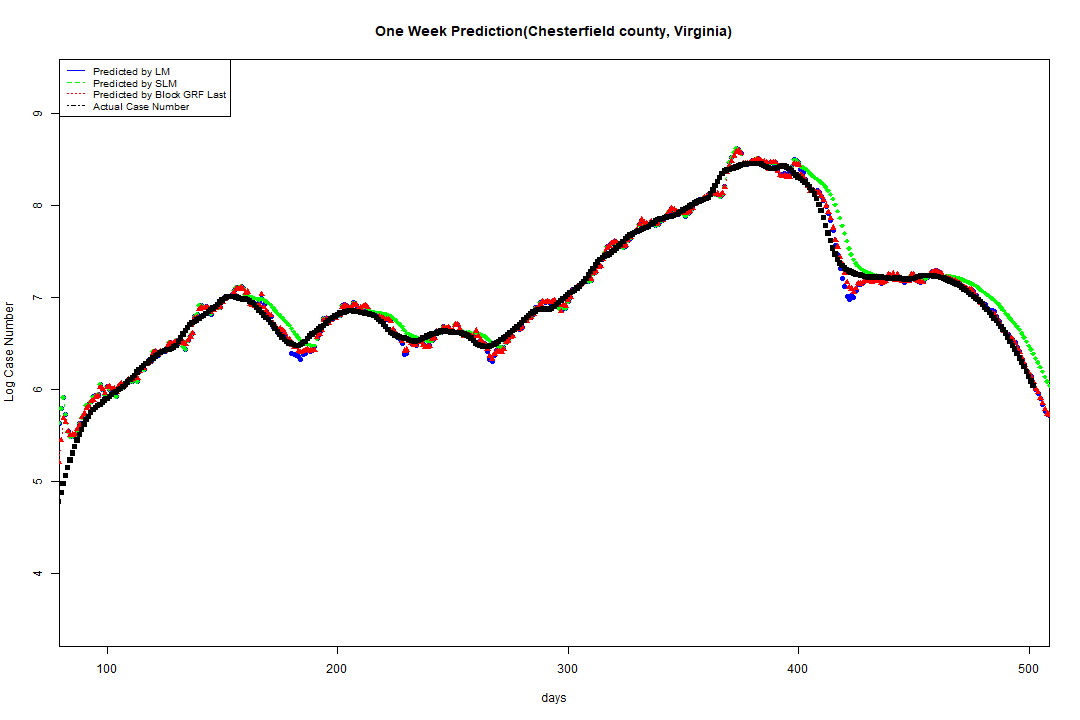 One Week Prediction(Chesterfield county, Virginia)
Predicted by LM
Predicted by SLM
Predicted by Block GRF Last
Actual Case Number
9
8
7
6
5
4
Log Case Number
100 200 300 400 500
days